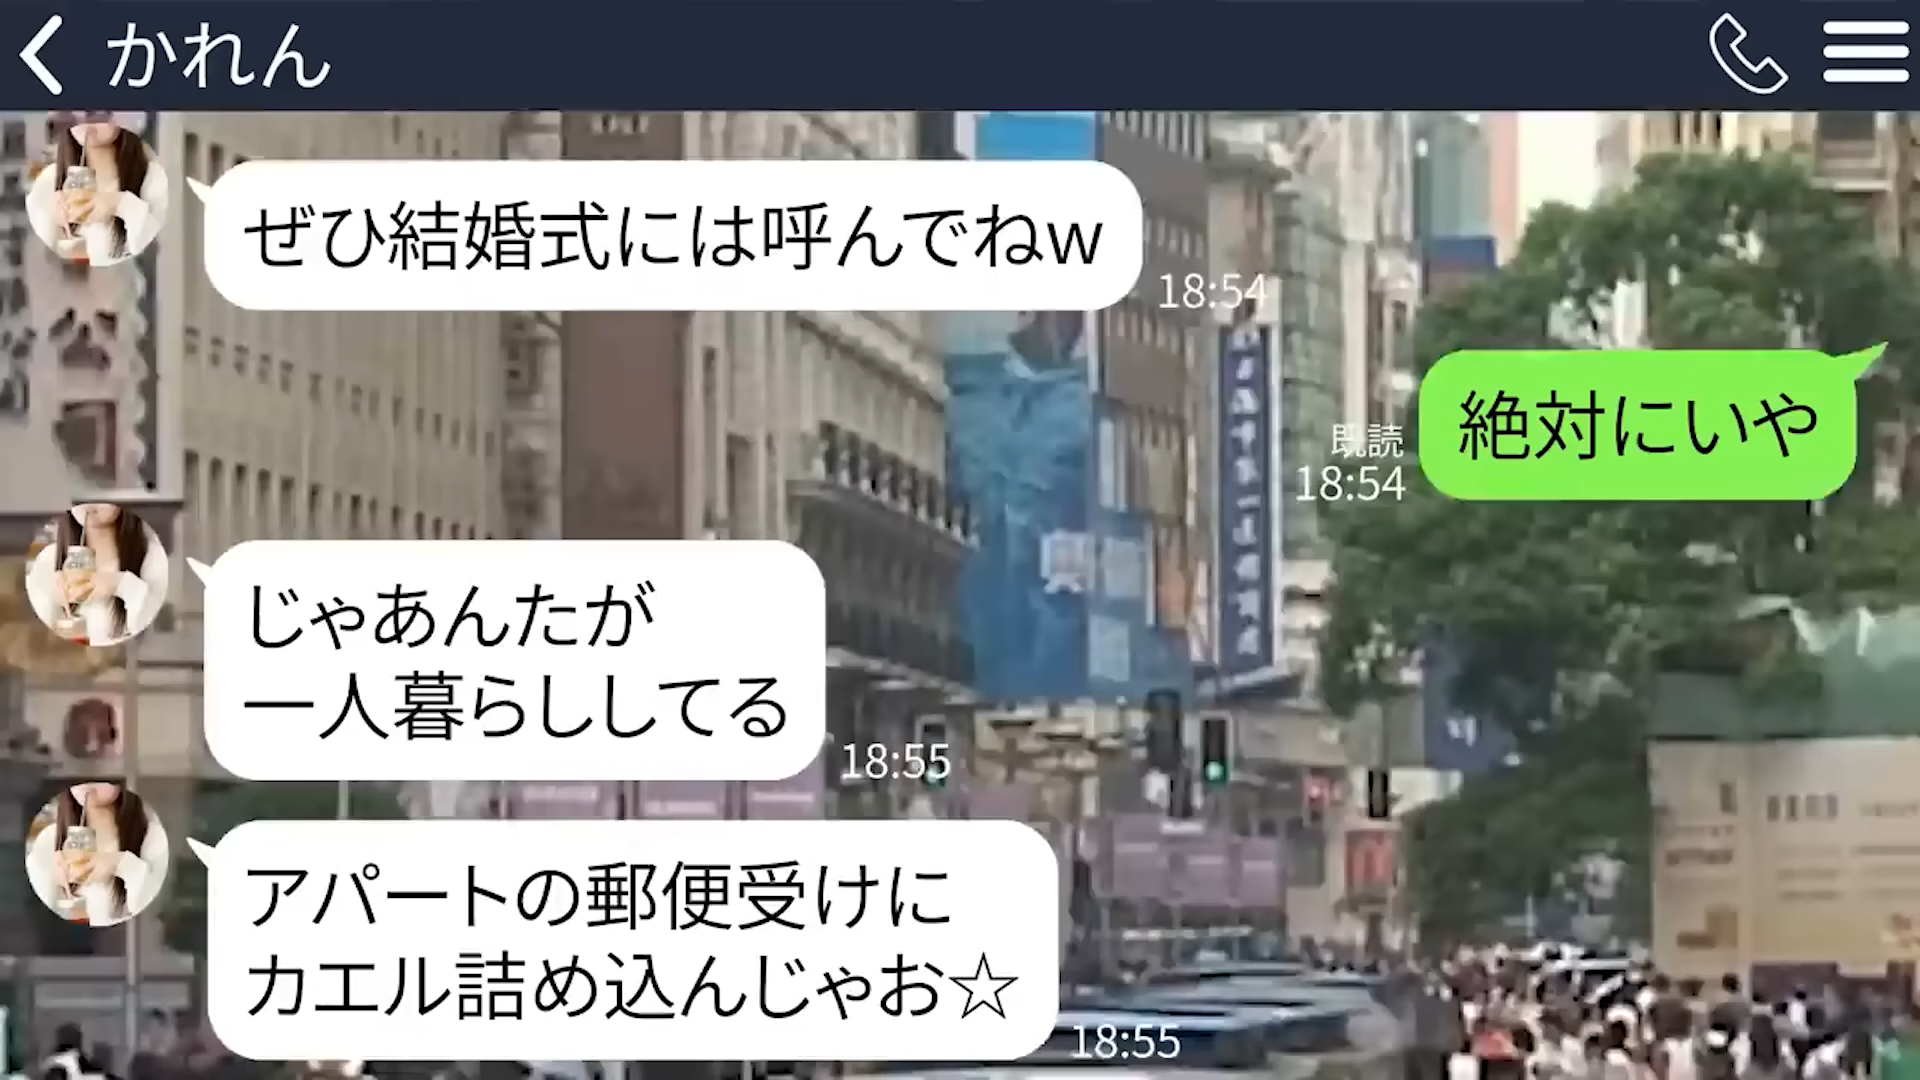 かれん
ぜひ結婚式には呼んでねw
18:54
絶対にいや
既読
18:54
じゃあんたが
一人暮らししてる
18:55
アパートの郵便受けに
カエル詰め込んじゃお☆
18:55